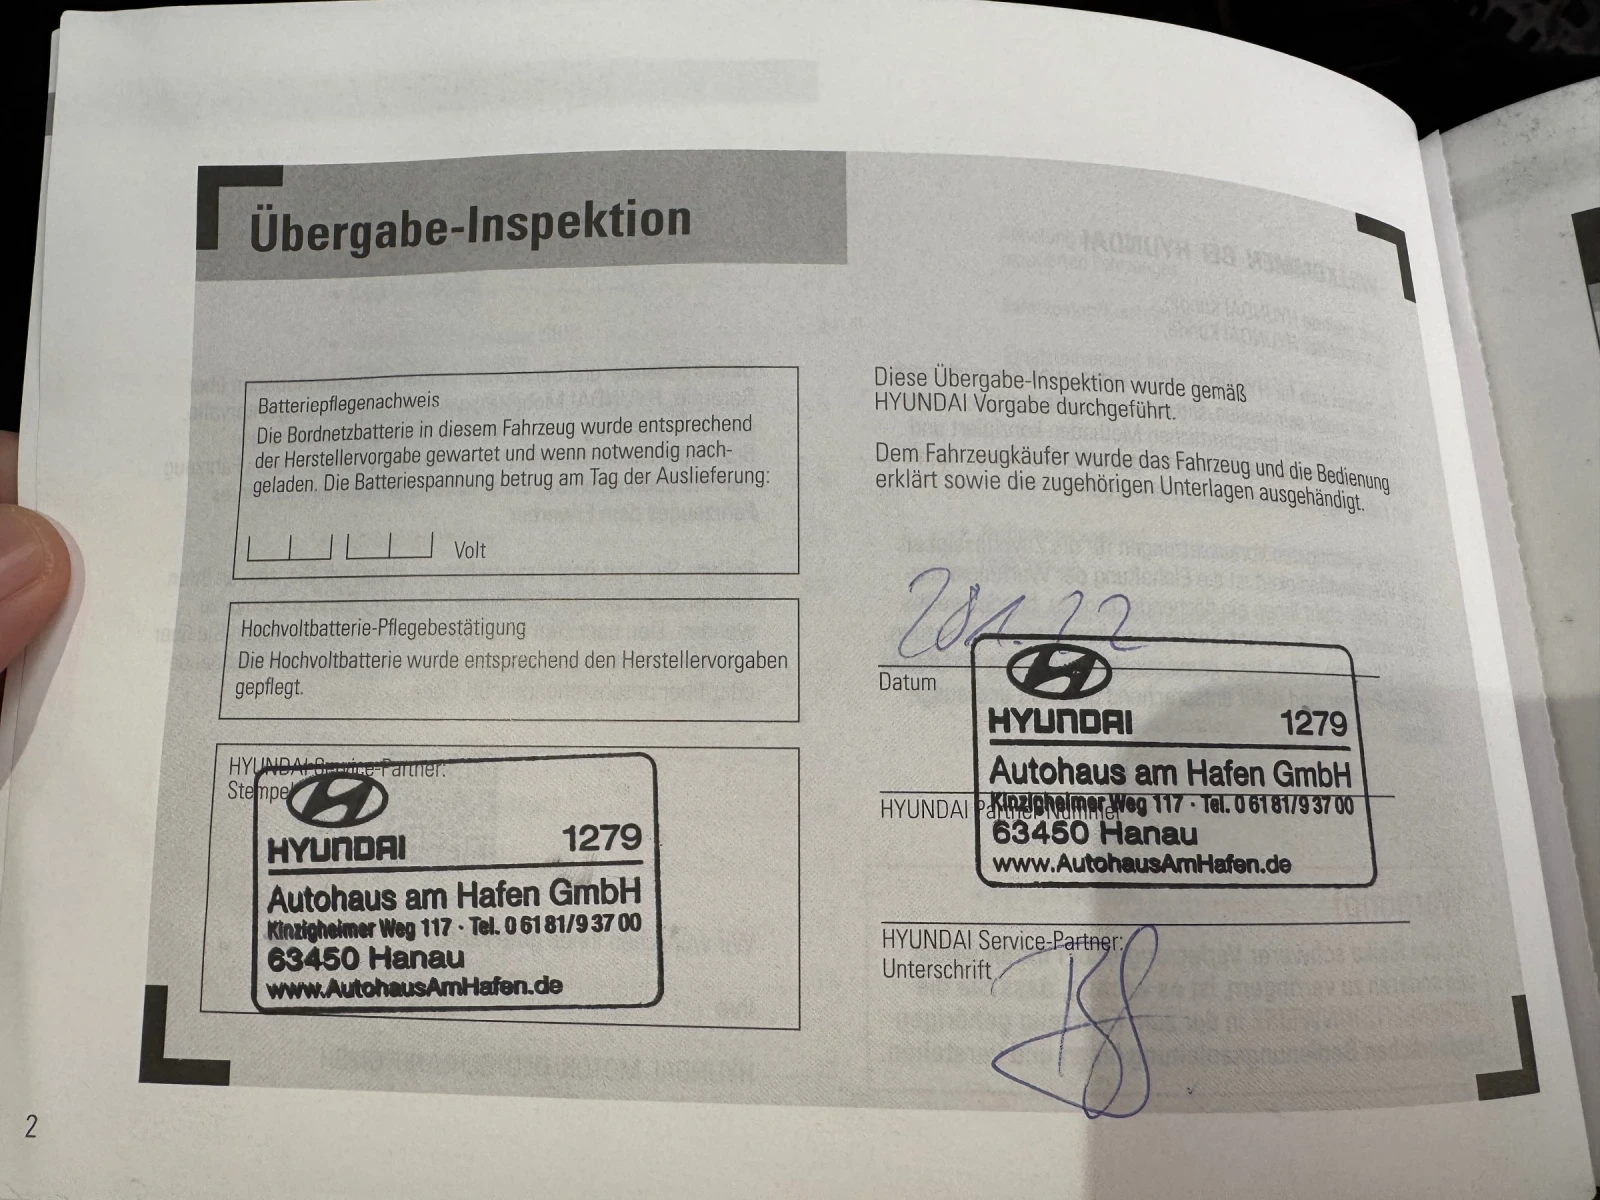 Übergabe-Inspektion
Batteriepflegenachweis
Die Bordnetzbatterie in diesem Fahrzeug wurde entsprechend
der Herstellervorgabe gewartet und wenn notwendig nach-
geladen. Die Batteriespannung betrug am Tag der Auslieferung:
Volt
Hochvoltbatterie-Pflegebestätigung
Die Hochvoltbatterie wurde entsprechend den Herstellervorgaben
gepflegt.
HYUNDAI Service-Partner:
Stempel
HYUNDAI 1279
Autohaus am Hafen GmbH
Kinzigheimer Weg 117 · Tel. 0 61 81/9 37 00
63450 Hanau
www.AutohausAmHafen.de
Diese Übergabe-Inspektion wurde gemäß
HYUNDAI Vorgabe durchgeführt.
Dem Fahrzeugkäufer wurde das Fahrzeug und die Bedienung
erklärt sowie die zugehörigen Unterlagen ausgehändigt.
Datum
HYUNDAI 1279
Autohaus am Hafen GmbH
HYUNDAI Partner-Nummer
Kinzigheimer Weg 117 · Tel. 0 61 81/9 37 00
63450 Hanau
www.AutohausAmHafen.de
HYUNDAI Service-Partner:
Unterschrift
2